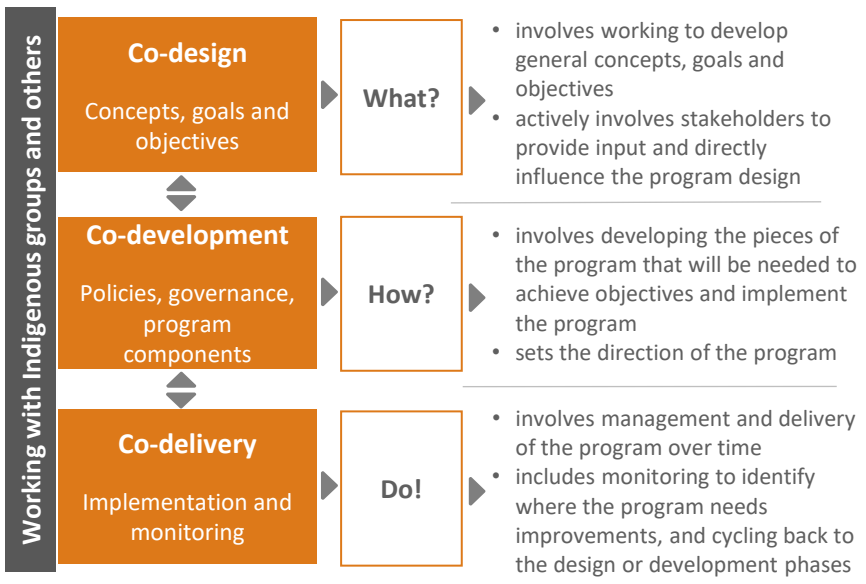 Working with Indigenous groups and others
Co-design
Concepts, goals and
objectives
What?
• involves working to develop
general concepts, goals and
objectives
• actively involves stakeholders to
provide input and directly
influence the program design
Co-development
Policies, governance,
program
components
How?
• involves developing the pieces of
the program that will be needed to
achieve objectives and implement
the program
• sets the direction of the program
Co-delivery
Implementation and
monitoring
Do!
• involves management and delivery
of the program over time
• includes monitoring to identify
where the program needs
improvements, and cycling back to
the design or development phases